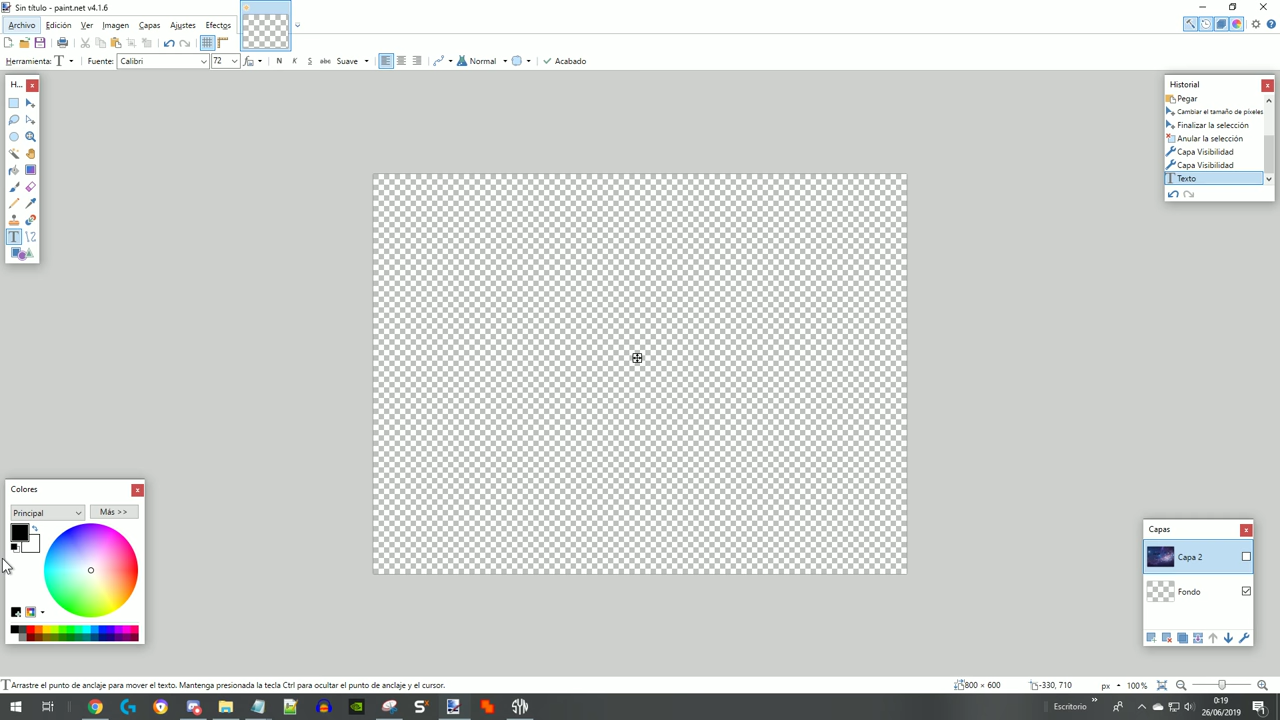 Sin título - paint.net v4.1.6
Archivo Edición Ver Imagen Capas Ajustes Efectos
Herramienta: T Fuente: Calibri 72 fx N K S abc Suave Normal Acabado
H...
Historial
Pegar
Cambiar el tamaño de píxeles
Finalizar la selección
Anular la selección
Capa Visibilidad
Capa Visibilidad
Texto
Colores
Principal Más >>
Capas
Capa 2
Fondo
Arrastre el punto de anclaje para mover el texto. Mantenga presionada la tecla Ctrl para ocultar el punto de anclaje y el cursor. 800 × 600 -330, 710 px 100%
Escritorio 0:19
26/06/2019